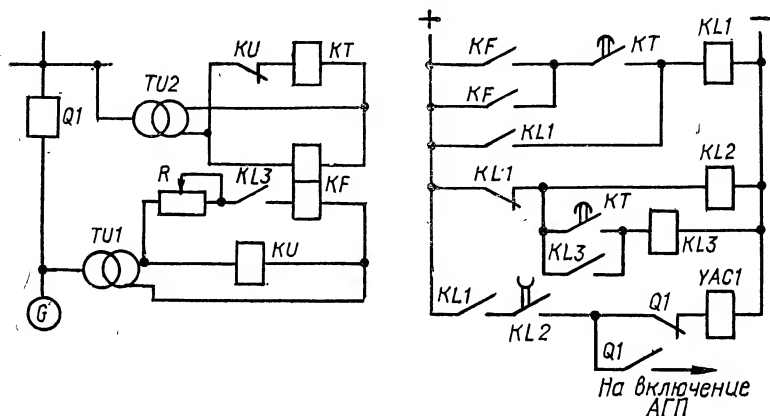 KU
KT
TU2
Q1
R
KL3
KF
TU1
KU
G
+
−
KF
KT
KL1
KF
KL1
KL1
KL2
KT
KL3
KL3
KL1
KL2
Q1
YAC1
Q1
На включение
АГП